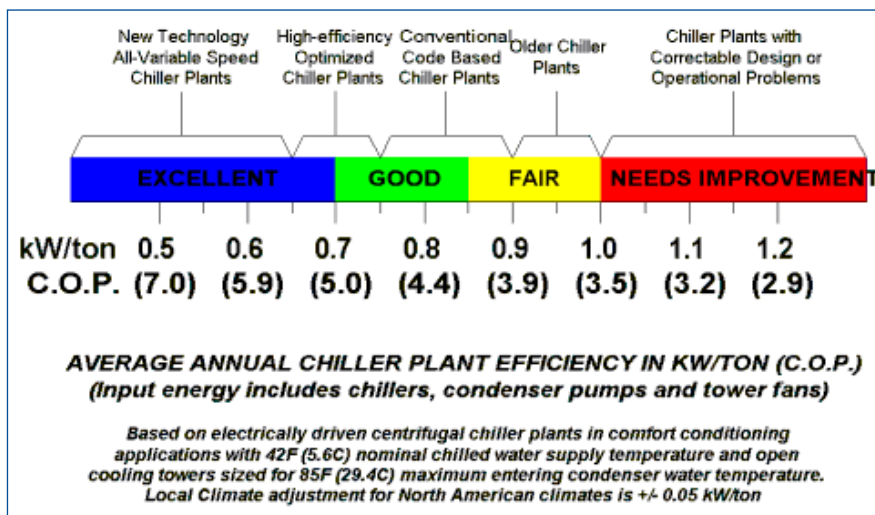 New Technology
All-Variable Speed
Chiller Plants
High-efficiency
Optimized
Chiller Plants
Conventional
Code Based
Chiller Plants
Older Chiller
Plants
Chiller Plants with
Correctable Design or
Operational Problems
EXCELLENT GOOD FAIR NEEDS IMPROVEMENT
kW/ton 0.5 0.6 0.7 0.8 0.9 1.0 1.1 1.2
C.O.P. (7.0) (5.9) (5.0) (4.4) (3.9) (3.5) (3.2) (2.9)
AVERAGE ANNUAL CHILLER PLANT EFFICIENCY IN KW/TON (C.O.P.)
(Input energy includes chillers, condenser pumps and tower fans)
Based on electrically driven centrifugal chiller plants in comfort conditioning
applications with 42F (5.6C) nominal chilled water supply temperature and open
cooling towers sized for 85F (29.4C) maximum entering condenser water temperature.
Local Climate adjustment for North American climates is +/- 0.05 kW/ton